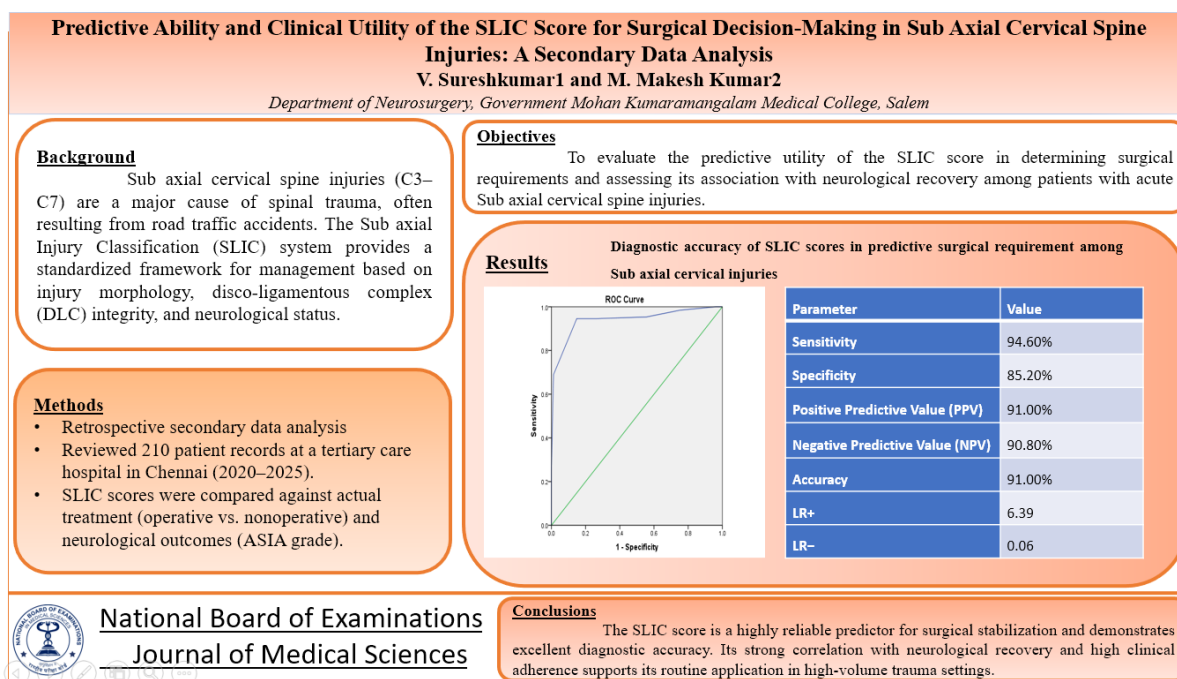 Predictive Ability and Clinical Utility of the SLIC Score for Surgical Decision-Making in Sub Axial Cervical Spine
Injuries: A Secondary Data Analysis
V. Sureshkumar1 and M. Makesh Kumar2
Department of Neurosurgery, Government Mohan Kumaramangalam Medical College, Salem
Background
Sub axial cervical spine injuries (C3–
C7) are a major cause of spinal trauma, often
resulting from road traffic accidents. The Sub axial
Injury Classification (SLIC) system provides a
standardized framework for management based on
injury morphology, disco-ligamentous complex
(DLC) integrity, and neurological status.
Methods
• Retrospective secondary data analysis
• Reviewed 210 patient records at a tertiary care
hospital in Chennai (2020–2025).
• SLIC scores were compared against actual
treatment (operative vs. nonoperative) and
neurological outcomes (ASIA grade).
Objectives
To evaluate the predictive utility of the SLIC score in determining surgical
requirements and assessing its association with neurological recovery among patients with acute
Sub axial cervical spine injuries.
Results
Diagnostic accuracy of SLIC scores in predictive surgical requirement among
Sub axial cervical injuries
ROC Curve
Sensitivity
1.0
0.8
0.6
0.4
0.2
0.0
0.0 0.2 0.4 0.6 0.8 1.0
1 - Specificity
Parameter Value
Sensitivity 94.60%
Specificity 85.20%
Positive Predictive Value (PPV) 91.00%
Negative Predictive Value (NPV) 90.80%
Accuracy 91.00%
LR+ 6.39
LR− 0.06
National Board of Examinations
Journal of Medical Sciences
Conclusions
The SLIC score is a highly reliable predictor for surgical stabilization and demonstrates
excellent diagnostic accuracy. Its strong correlation with neurological recovery and high clinical
adherence supports its routine application in high-volume trauma settings.